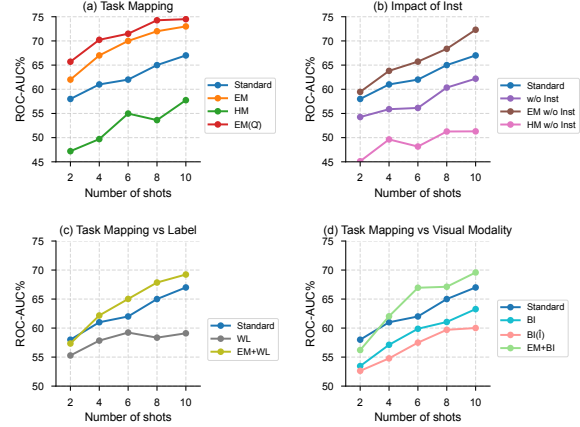 (a) Task Mapping
75
70
65
60
55
50
45
ROC-AUC%
2 4 6 8 10
Number of shots
Standard
EM
HM
EM(Q̂)
(b) Impact of Inst
75
70
65
60
55
50
45
ROC-AUC%
2 4 6 8 10
Number of shots
Standard
w/o Inst
EM w/o Inst
HM w/o Inst
(c) Task Mapping vs Label
75
70
65
60
55
50
ROC-AUC%
2 4 6 8 10
Number of shots
Standard
WL
EM+WL
(d) Task Mapping vs Visual Modality
75
70
65
60
55
50
ROC-AUC%
2 4 6 8 10
Number of shots
Standard
BI
BI(Î)
EM+BI